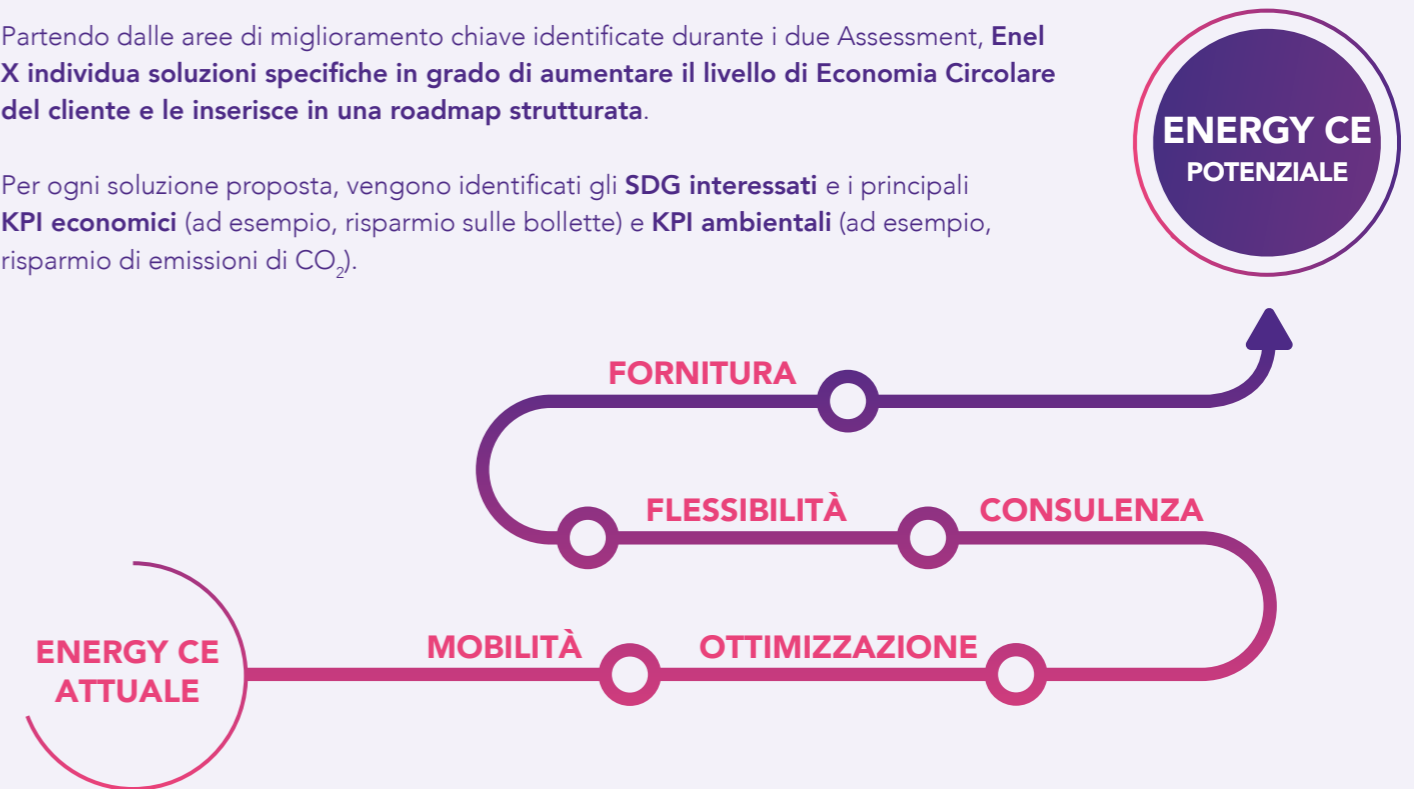 Partendo dalle aree di miglioramento chiave identificate durante i due Assessment, Enel
X individua soluzioni specifiche in grado di aumentare il livello di Economia Circolare
del cliente e le inserisce in una roadmap strutturata.
Per ogni soluzione proposta, vengono identificati gli SDG interessati e i principali
KPI economici (ad esempio, risparmio sulle bollette) e KPI ambientali (ad esempio,
risparmio di emissioni di CO₂).
ENERGY CE
POTENZIALE
FORNITURA
FLESSIBILITÀ
CONSULENZA
MOBILITÀ
OTTIMIZZAZIONE
ENERGY CE
ATTUALE